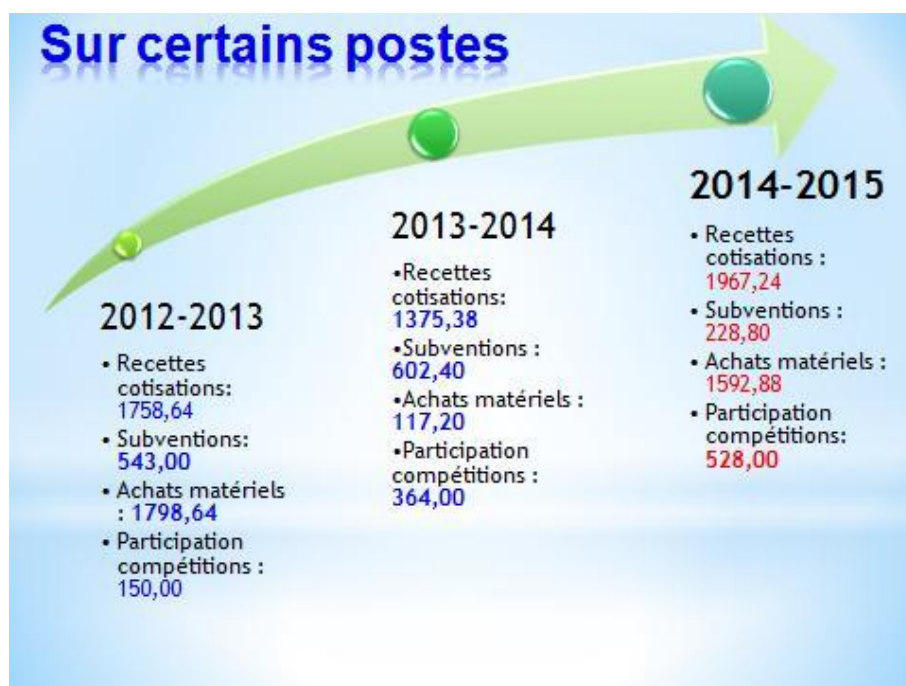 Sur certains postes
2012-2013
• Recettes
cotisations:
1758,64
• Subventions:
543,00
• Achats matériels
: 1798,64
• Participation
compétitions :
150,00
2013-2014
•Recettes
cotisations:
1375,38
•Subventions :
602,40
•Achats matériels :
117,20
•Participation
compétitions :
364,00
2014-2015
• Recettes
cotisations :
1967,24
• Subventions :
228,80
• Achats matériels :
1592,88
• Participation
compétitions:
528,00